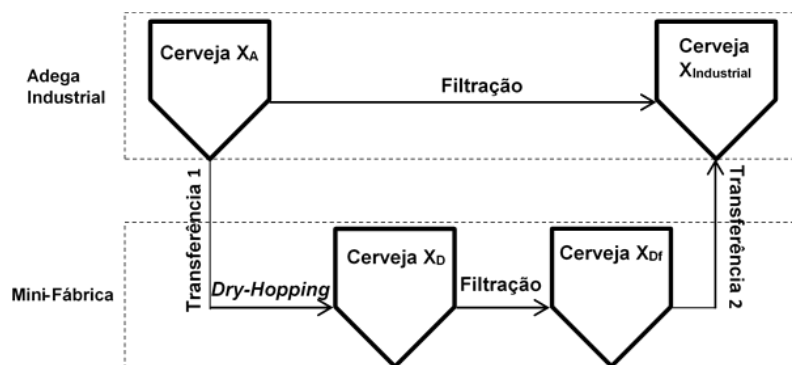 Adega
Industrial
Cerveja XA
Filtração
Cerveja
XIndustrial
Transferência 1
Transferência 2
Mini-Fábrica
Dry-Hopping
Cerveja XD
Filtração
Cerveja XDf